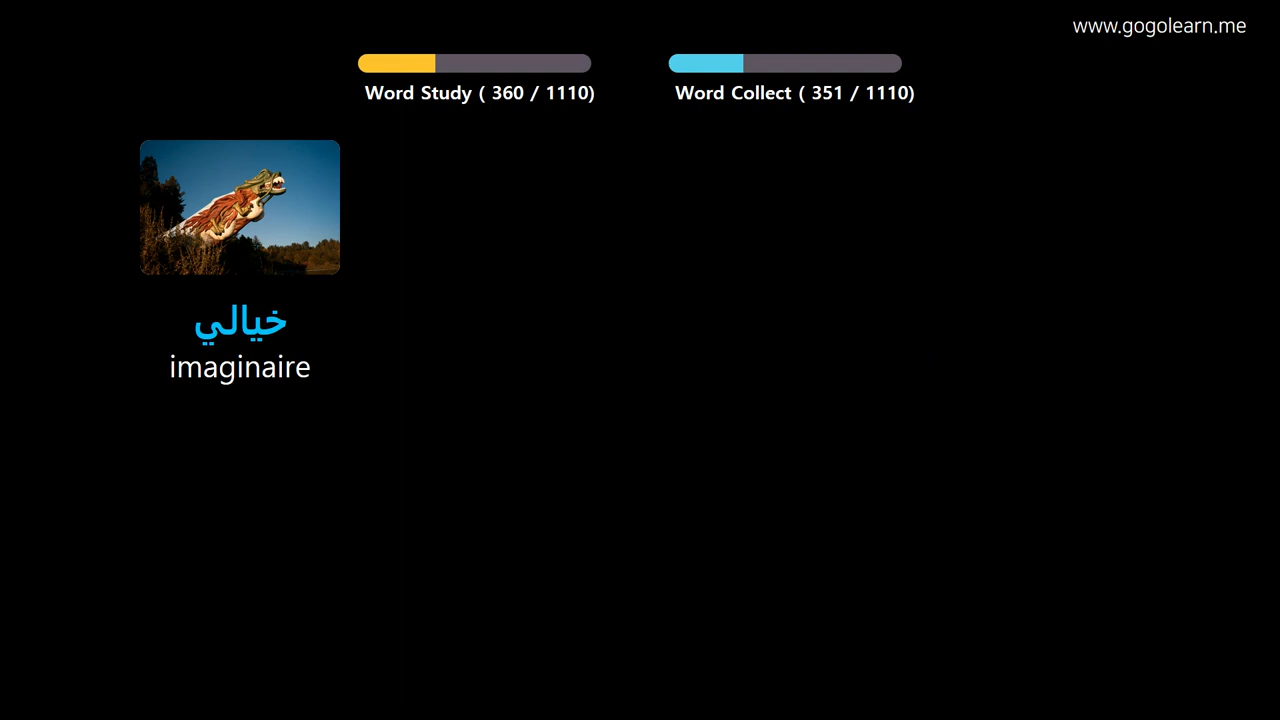 www.gogolearn.me
Word Study ( 360 / 1110)
Word Collect ( 351 / 1110)
خيالي
imaginaire